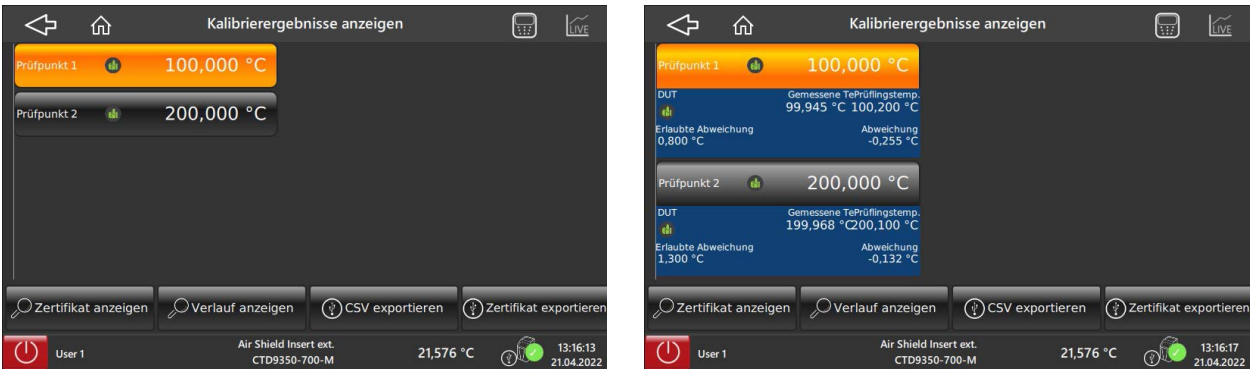 Kalibrierergebnisse anzeigen
LIVE
Prüfpunkt 1 100,000 °C
Prüfpunkt 2 200,000 °C
Zertifikat anzeigen Verlauf anzeigen CSV exportieren Zertifikat exportieren
User 1
Air Shield Insert ext.
CTD9350-700-M
21,576 °C
13:16:13
21.04.2022
Kalibrierergebnisse anzeigen
LIVE
Prüfpunkt 1 100,000 °C
DUT Gemessene TePrüflingstemp.
99,945 °C 100,200 °C
Erlaubte Abweichung Abweichung
0,800 °C -0,255 °C
Prüfpunkt 2 200,000 °C
DUT Gemessene TePrüflingstemp.
199,968 °C200,100 °C
Erlaubte Abweichung Abweichung
1,300 °C -0,132 °C
Zertifikat anzeigen Verlauf anzeigen CSV exportieren Zertifikat exportieren
User 1
Air Shield Insert ext.
CTD9350-700-M
21,576 °C
13:16:17
21.04.2022